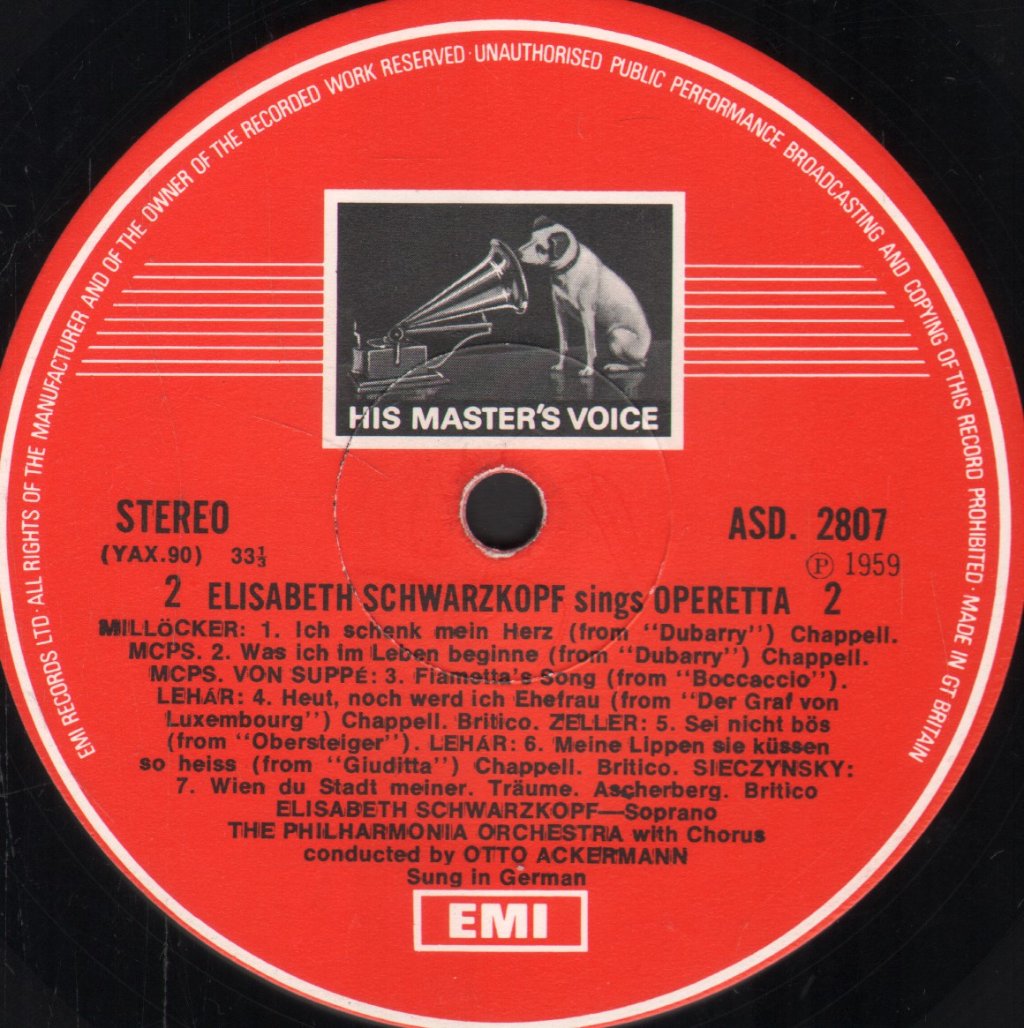 EMI RECORDS LTD · ALL RIGHTS OF THE MANUFACTURER AND OF THE OWNER OF THE RECORDED WORK RESERVED · UNAUTHORISED PUBLIC PERFORMANCE BROADCASTING AND COPYING OF THIS RECORD PROHIBITED · MADE IN GT BRITAIN
HIS MASTER'S VOICE
STEREO
(YAX.90) 33⅓
ASD. 2807
Ⓟ 1959
2 ELISABETH SCHWARZKOPF sings OPERETTA 2
MILLÖCKER: 1. Ich schenk mein Herz (from "Dubarry") Chappell.
MCPS. 2. Was ich im Leben beginne (from "Dubarry") Chappell.
MCPS. VON SUPPÉ: 3. Fiametta's Song (from "Boccaccio").
LEHÁR: 4. Heut, noch werd ich Ehefrau (from "Der Graf von
Luxembourg") Chappell. Britico. ZELLER: 5. Sei nicht bös
(from "Obersteiger"). LEHÁR: 6. Meine Lippen sie küssen
so heiss (from "Giuditta") Chappell. Britico. SIECZYNSKY:
7. Wien du Stadt meiner. Träume. Ascherberg. Britico
ELISABETH SCHWARZKOPF—Soprano
THE PHILHARMONIA ORCHESTRA with Chorus
conducted by OTTO ACKERMANN
Sung in German
EMI